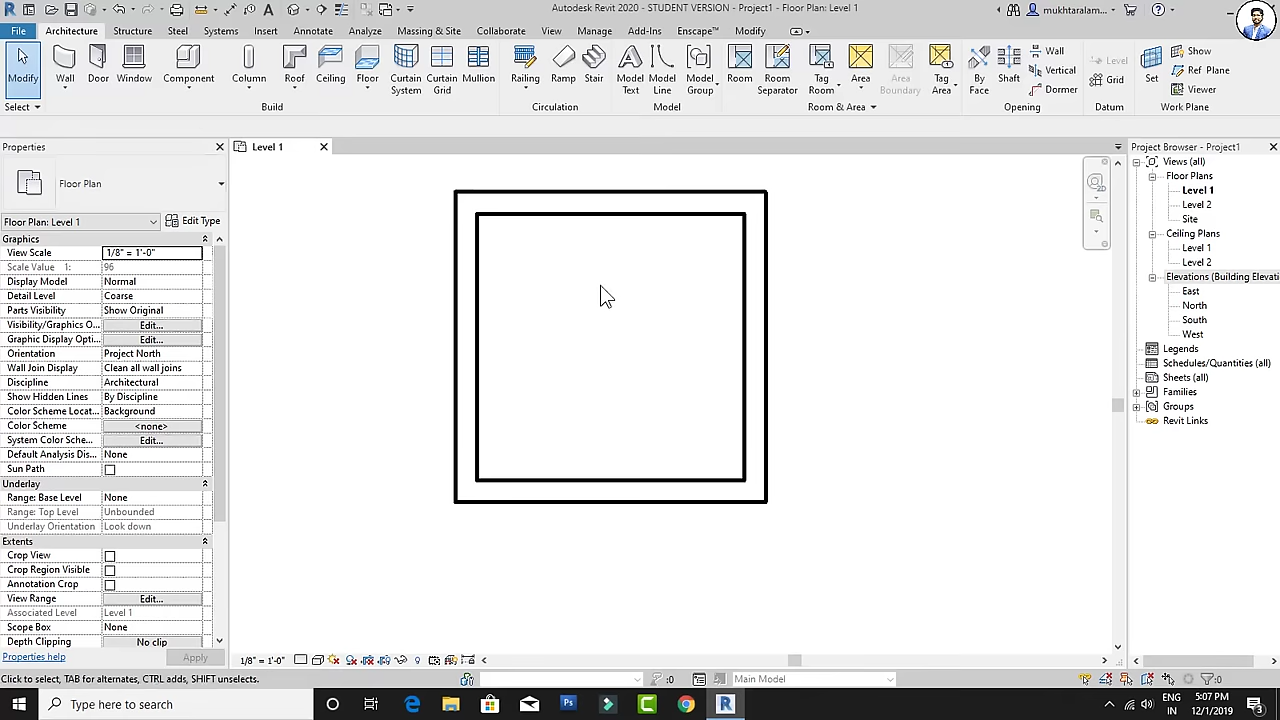 Autodesk Revit 2020 - STUDENT VERSION - Project1 - Floor Plan: Level 1
mukhtaralam...
File Architecture Structure Steel Systems Insert Annotate Analyze Massing & Site Collaborate View Manage Add-Ins Enscape™ Modify
Modify Wall Door Window Component Column Roof Ceiling Floor Curtain System Curtain Grid Mullion Railing Ramp Stair Model Text Model Line Model Group Room Room Separator Tag Room Area Area Boundary Tag Area By Face Shaft Wall Vertical Dormer Level Grid Set Show Ref Plane Viewer
Select Build Circulation Model Room & Area Opening Datum Work Plane
Properties
Floor Plan
Floor Plan: Level 1 Edit Type
Graphics
View Scale 1/8" = 1'-0"
Scale Value 1: 96
Display Model Normal
Detail Level Coarse
Parts Visibility Show Original
Visibility/Graphics O... Edit...
Graphic Display Opti... Edit...
Orientation Project North
Wall Join Display Clean all wall joins
Discipline Architectural
Show Hidden Lines By Discipline
Color Scheme Locat... Background
Color Scheme <none>
System Color Sche... Edit...
Default Analysis Dis... None
Sun Path
Underlay
Range: Base Level None
Range: Top Level Unbounded
Underlay Orientation Look down
Extents
Crop View
Crop Region Visible
Annotation Crop
View Range Edit...
Associated Level Level 1
Scope Box None
Depth Clipping No clip
Properties help Apply
Level 1
2D
Project Browser - Project1
Views (all)
Floor Plans
Level 1
Level 2
Site
Ceiling Plans
Level 1
Level 2
Elevations (Building Elevati
East
North
South
West
Legends
Schedules/Quantities (all)
Sheets (all)
Families
Groups
Revit Links
1/8" = 1'-0"
Click to select, TAB for alternates, CTRL adds, SHIFT unselects.
:0
Main Model
:0
Type here to search
ENG
IN
5:07 PM
12/1/2019